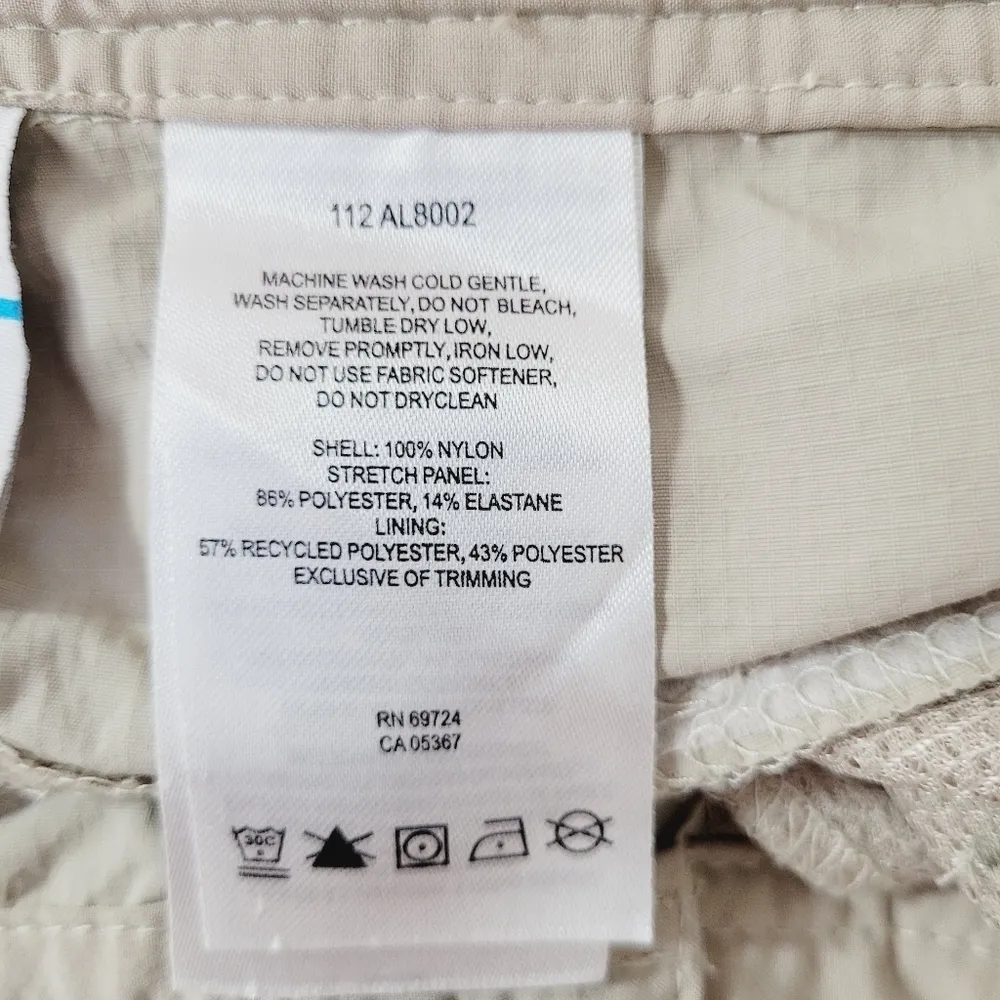 112 AL8002
MACHINE WASH COLD GENTLE,
WASH SEPARATELY, DO NOT BLEACH,
TUMBLE DRY LOW,
REMOVE PROMPTLY, IRON LOW,
DO NOT USE FABRIC SOFTENER,
DO NOT DRYCLEAN
SHELL: 100% NYLON
STRETCH PANEL:
86% POLYESTER, 14% ELASTANE
LINING:
57% RECYCLED POLYESTER, 43% POLYESTER
EXCLUSIVE OF TRIMMING
RN 69724
CA 05367
30C